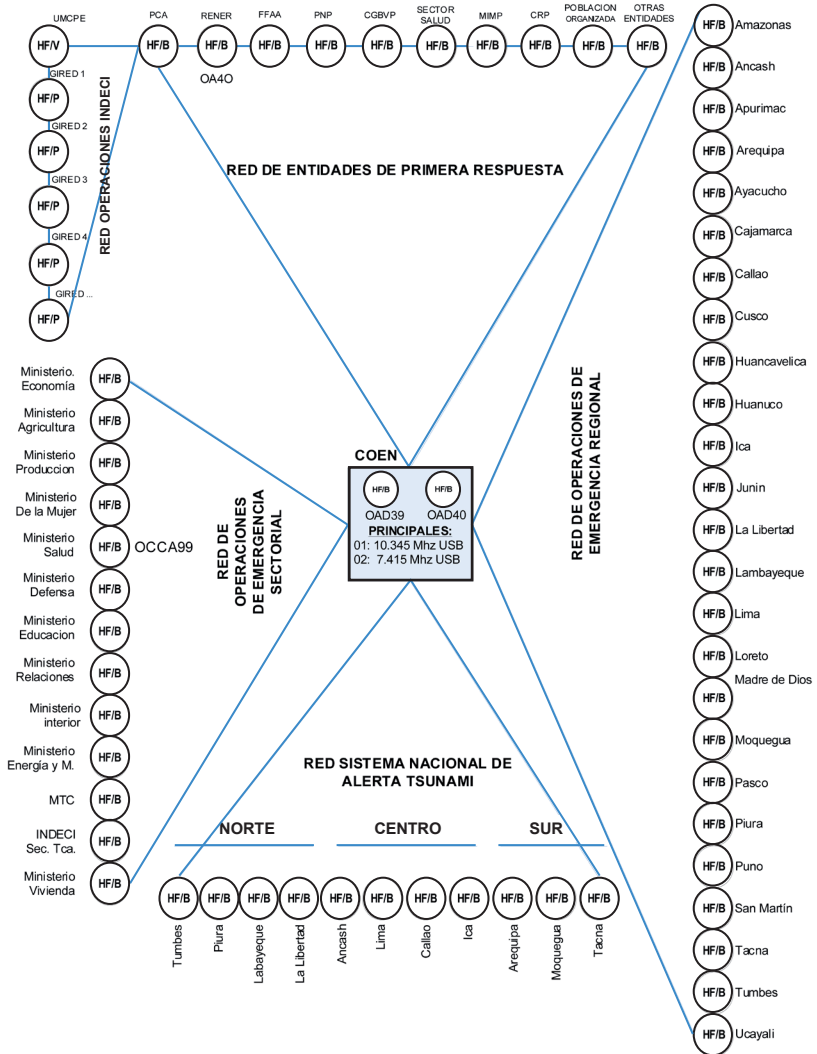 UMCPE
HF/V
GIRED 1
HF/P
GIRED 2
HF/P
GIRED 3
HF/P
GIRED 4
HF/P
GIRED ...
HF/P
RED OPERACIONES INDECI
PCA
HF/B
RENER
HF/B
OA4O
FFAA
HF/B
PNP
HF/B
CGBVP
HF/B
SECTOR
SALUD
HF/B
MIMP
HF/B
CRP
HF/B
POBLACION
ORGANIZADA
HF/B
OTRAS
ENTIDADES
HF/B
RED DE ENTIDADES DE PRIMERA RESPUESTA
HF/B Amazonas
HF/B Ancash
HF/B Apurimac
HF/B Arequipa
HF/B Ayacucho
HF/B Cajamarca
HF/B Callao
HF/B Cusco
HF/B Huancavelica
HF/B Huanuco
HF/B Ica
HF/B Junin
HF/B La Libertad
HF/B Lambayeque
HF/B Lima
HF/B Loreto
HF/B Madre de Dios
HF/B Moquegua
HF/B Pasco
HF/B Piura
HF/B Puno
HF/B San Martín
HF/B Tacna
HF/B Tumbes
HF/B Ucayali
RED DE OPERACIONES DE
EMERGENCIA REGIONAL
COEN
HF/B HF/B
OAD39 OAD40
PRINCIPALES:
01: 10.345 Mhz USB
02: 7.415 Mhz USB
RED DE
OPERACIONES
DE EMERGENCIA
SECTORIAL
Ministerio.
Economía
HF/B
Ministerio
Agricultura
HF/B
Ministerio
Produccion
HF/B
Ministerio
De la Mujer
HF/B
Ministerio
Salud
HF/B OCCA99
Ministerio
Defensa
HF/B
Ministerio
Educacion
HF/B
Ministerio
Relaciones
HF/B
Ministerio
interior
HF/B
Ministerio
Energía y M.
HF/B
MTC
HF/B
INDECI
Sec. Tca.
HF/B
Ministerio
Vivienda
HF/B
RED SISTEMA NACIONAL DE
ALERTA TSUNAMI
NORTE CENTRO SUR
HF/B HF/B HF/B HF/B HF/B HF/B HF/B HF/B HF/B HF/B HF/B
Tumbes
Piura
Labayeque
La Libertad
Ancash
Lima
Callao
Ica
Arequipa
Moquegua
Tacna